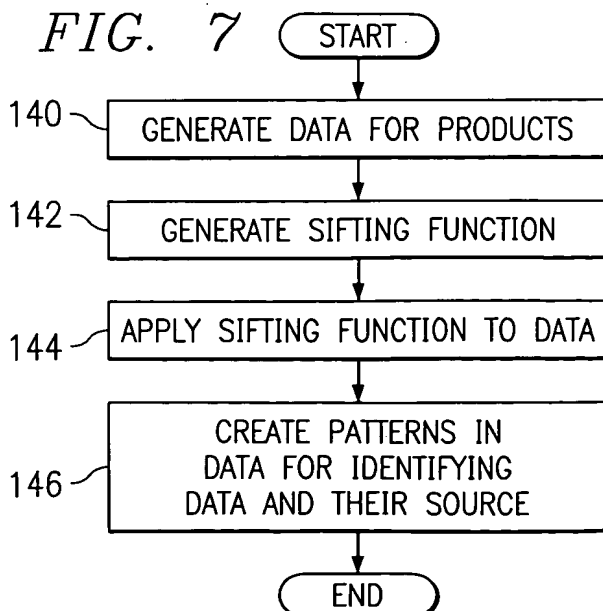 FIG. 7
START
140
GENERATE DATA FOR PRODUCTS
142
GENERATE SIFTING FUNCTION
144
APPLY SIFTING FUNCTION TO DATA
146
CREATE PATTERNS IN
DATA FOR IDENTIFYING
DATA AND THEIR SOURCE
END